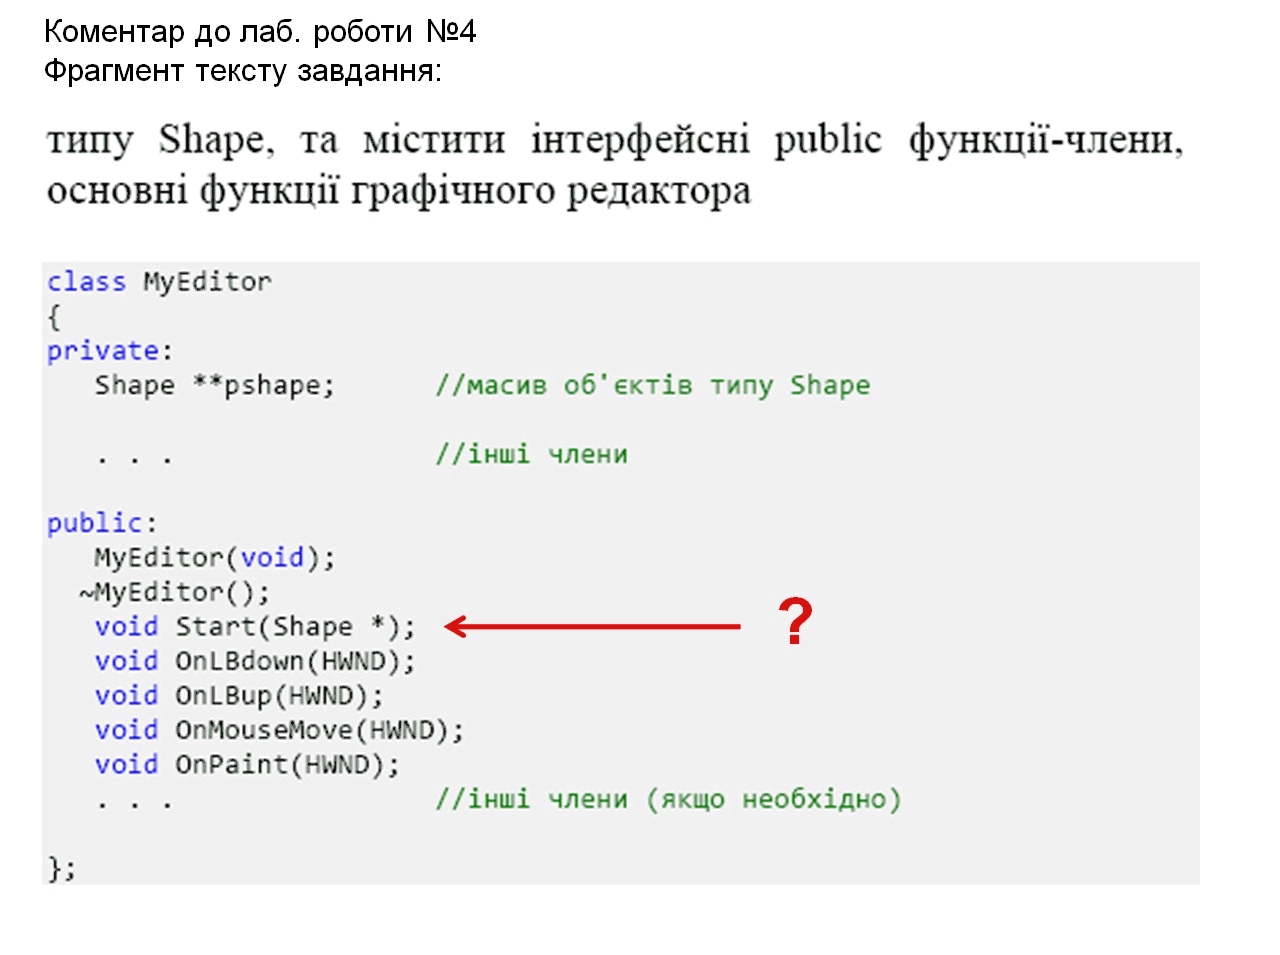 Коментар до лаб. роботи №4
Фрагмент тексту завдання:
типу Shape, та містити інтерфейсні public функції-члени,
основні функції графічного редактора
class MyEditor
{
private:
Shape **pshape; //масив об'єктів типу Shape
. . . //інші члени
public:
MyEditor(void);
~MyEditor();
void Start(Shape *); ?
void OnLBdown(HWND);
void OnLBup(HWND);
void OnMouseMove(HWND);
void OnPaint(HWND);
. . . //інші члени (якщо необхідно)
};